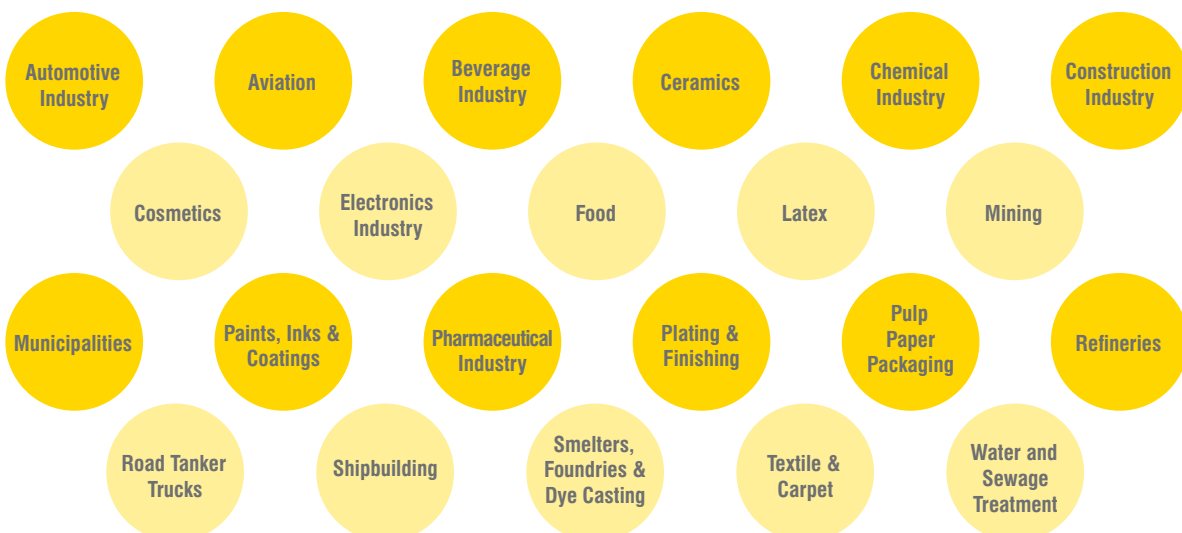 Automotive
Industry
Aviation
Beverage
Industry
Ceramics
Chemical
Industry
Construction
Industry
Cosmetics
Electronics
Industry
Food
Latex
Mining
Municipalities
Paints, Inks &
Coatings
Pharmaceutical
Industry
Plating &
Finishing
Pulp
Paper
Packaging
Refineries
Road Tanker
Trucks
Shipbuilding
Smelters,
Foundries &
Dye Casting
Textile &
Carpet
Water and
Sewage
Treatment